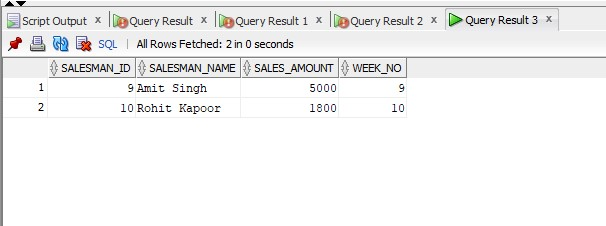 Script Output x Query Result x Query Result 1 x Query Result 2 x Query Result 3 x
SQL | All Rows Fetched: 2 in 0 seconds
SALESMAN_ID SALESMAN_NAME SALES_AMOUNT WEEK_NO
1 9 Amit Singh 5000 9
2 10 Rohit Kapoor 1800 10